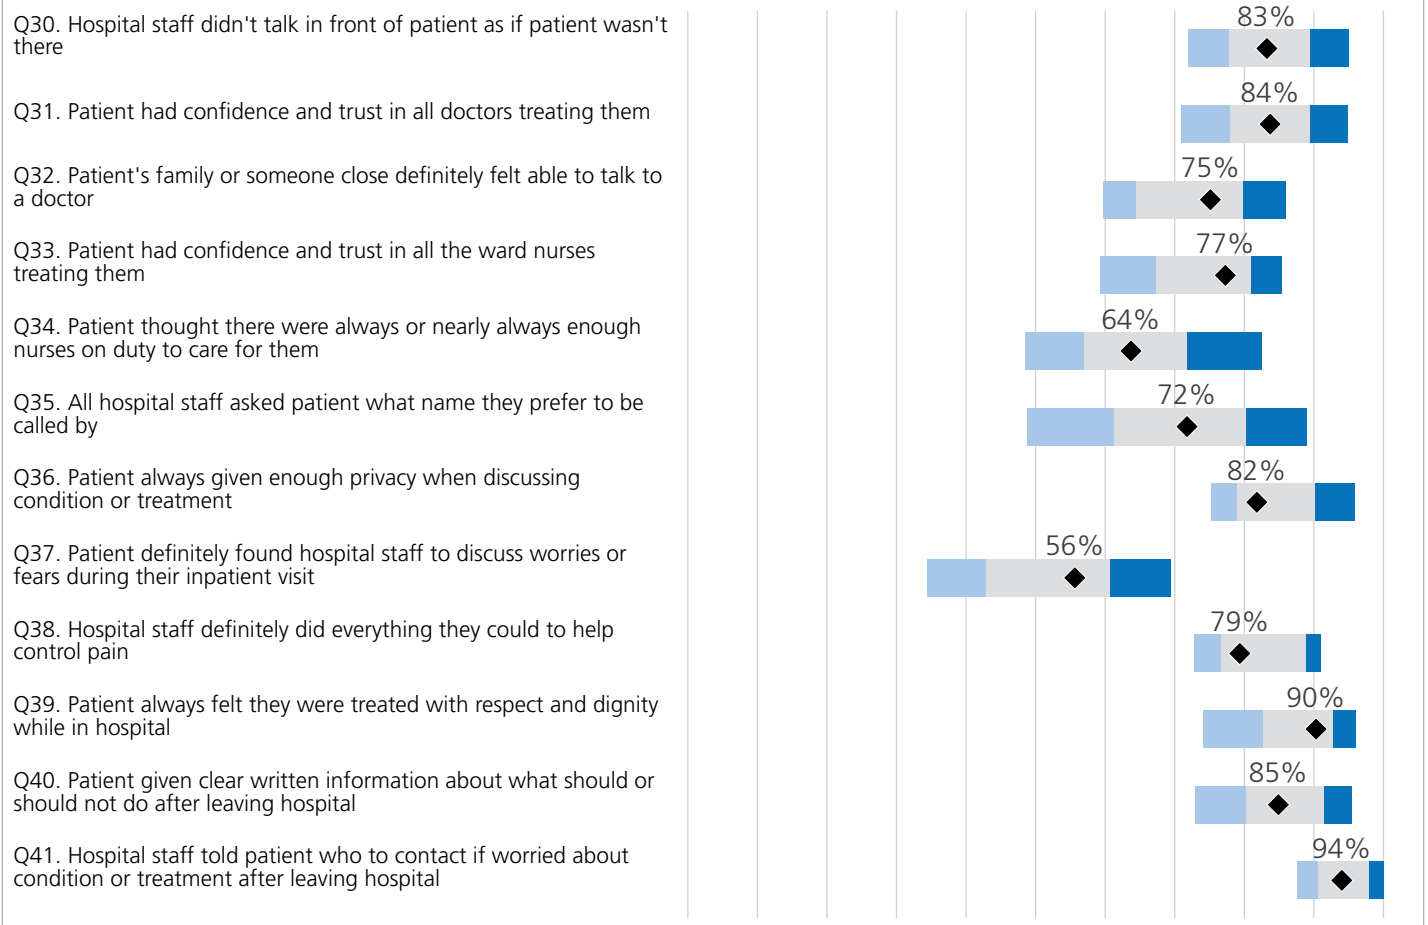 Q30. Hospital staff didn't talk in front of patient as if patient wasn't
there
83%
Q31. Patient had confidence and trust in all doctors treating them
84%
Q32. Patient's family or someone close definitely felt able to talk to
a doctor
75%
Q33. Patient had confidence and trust in all the ward nurses
treating them
77%
Q34. Patient thought there were always or nearly always enough
nurses on duty to care for them
64%
Q35. All hospital staff asked patient what name they prefer to be
called by
72%
Q36. Patient always given enough privacy when discussing
condition or treatment
82%
Q37. Patient definitely found hospital staff to discuss worries or
fears during their inpatient visit
56%
Q38. Hospital staff definitely did everything they could to help
control pain
79%
Q39. Patient always felt they were treated with respect and dignity
while in hospital
90%
Q40. Patient given clear written information about what should or
should not do after leaving hospital
85%
Q41. Hospital staff told patient who to contact if worried about
condition or treatment after leaving hospital
94%